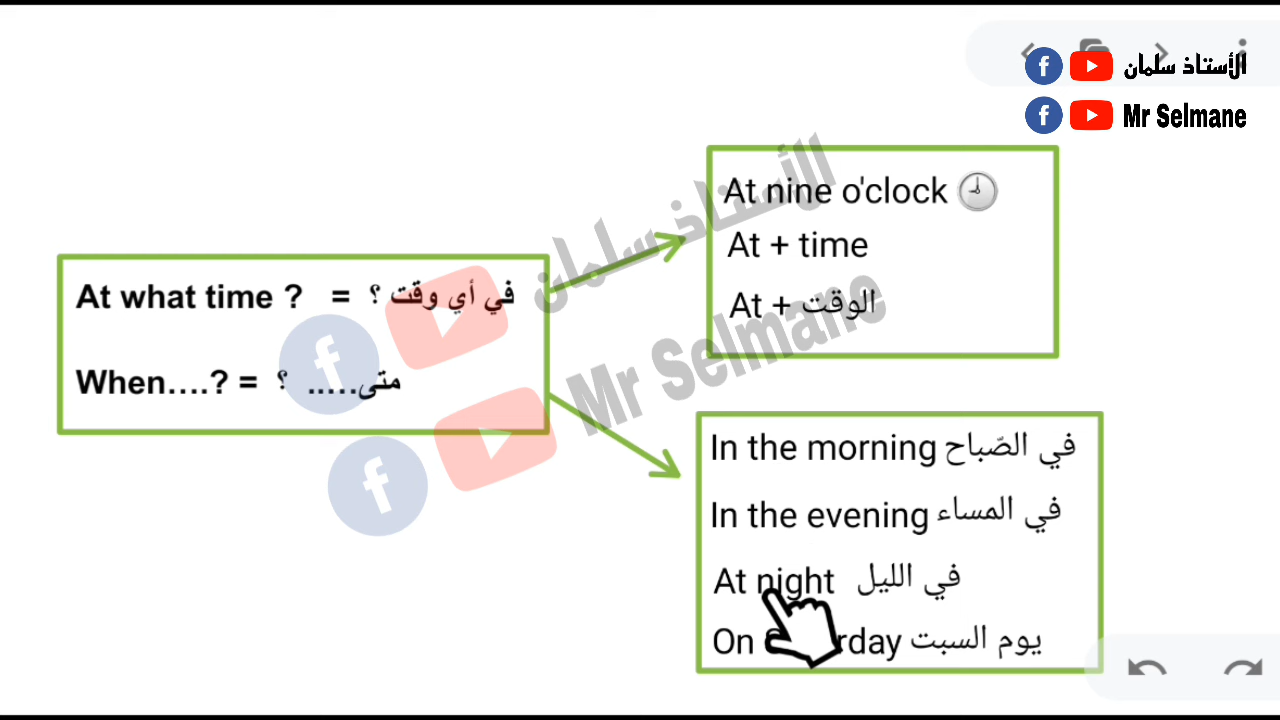 الأستاذ سلمان
Mr Selmane
At what time ? = في أي وقت ؟
When....? = متى..... ؟
At nine o'clock
At + time
At + الوقت
In the morning في الصّباح
In the evening في المساء
At night في الليل
On يوم السبت
الأستاذ سلمان
Mr Selmane